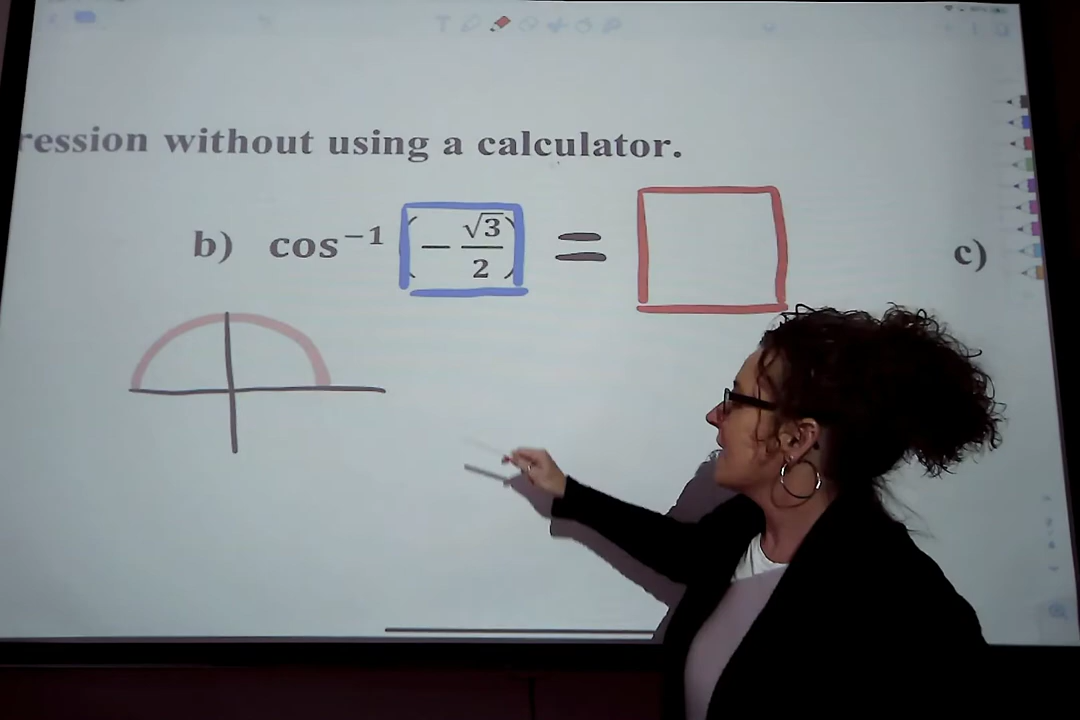 ression without using a calculator.
b) cos⁻¹ (−√3/2) =
c)